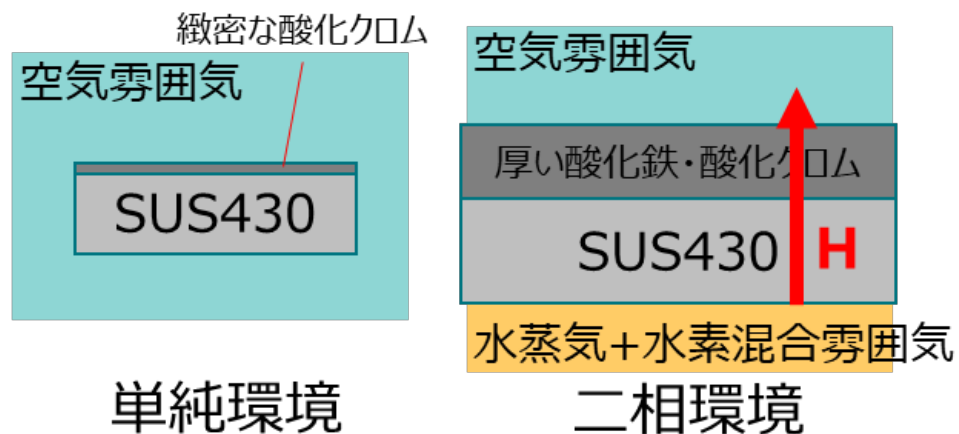 緻密な酸化クロム
空気雰囲気
SUS430
単純環境
空気雰囲気
厚い酸化鉄・酸化クロム
SUS430
H
水蒸気+水素混合雰囲気
二相環境